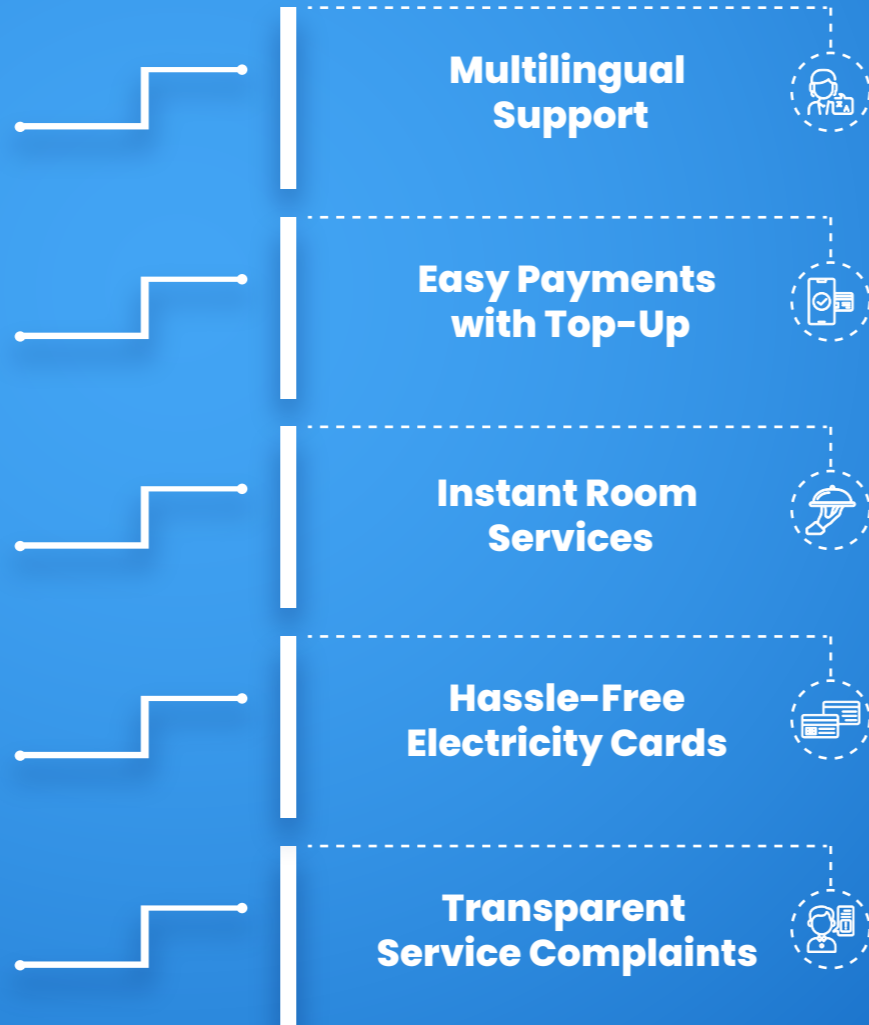 Multilingual
Support
Easy Payments
with Top-Up
Instant Room
Services
Hassle-Free
Electricity Cards
Transparent
Service Complaints